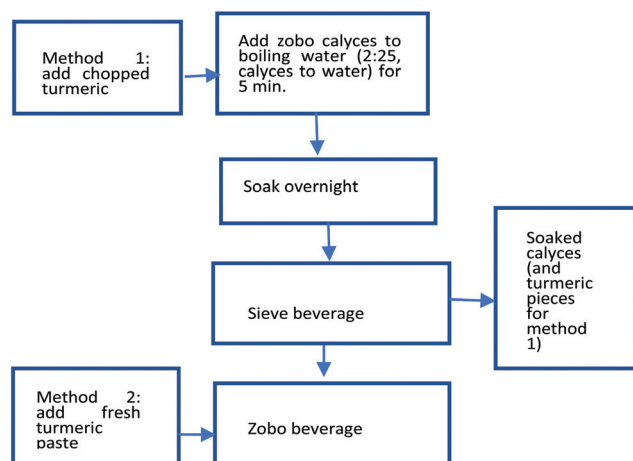 Method 1:
add chopped
turmeric
Add zobo calyces to
boiling water (2:25,
calyces to water) for
5 min.
Soak overnight
Sieve beverage
Soaked
calyces
(and
turmeric
pieces
for
method
1)
Method 2:
add fresh
turmeric
paste
Zobo beverage